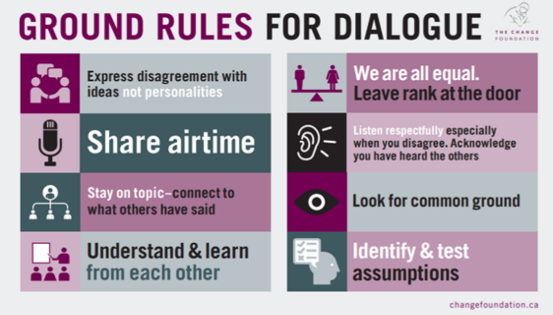 GROUND RULES FOR DIALOGUE
THE CHANGE
FOUNDATION
Express disagreement with
ideas not personalities
Share airtime
Stay on topic–connect to
what others have said
Understand & learn
from each other
We are all equal.
Leave rank at the door
Listen respectfully especially
when you disagree. Acknowledge
you have heard the others
Look for common ground
Identify & test
assumptions
changefoundation.ca